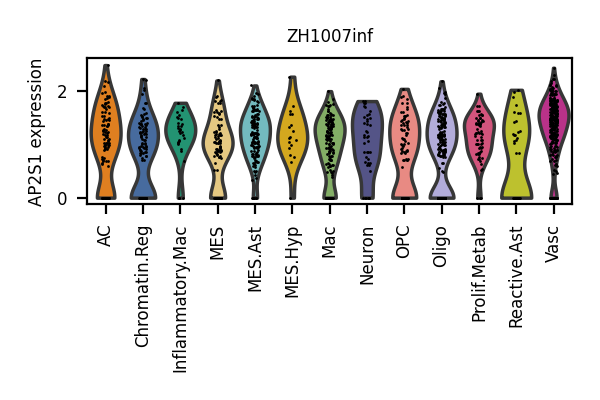 ZH1007inf
AP2S1 expression
2
0
AC
Chromatin.Reg
Inflammatory.Mac
MES
MES.Ast
MES.Hyp
Mac
Neuron
OPC
Oligo
Prolif.Metab
Reactive.Ast
Vasc